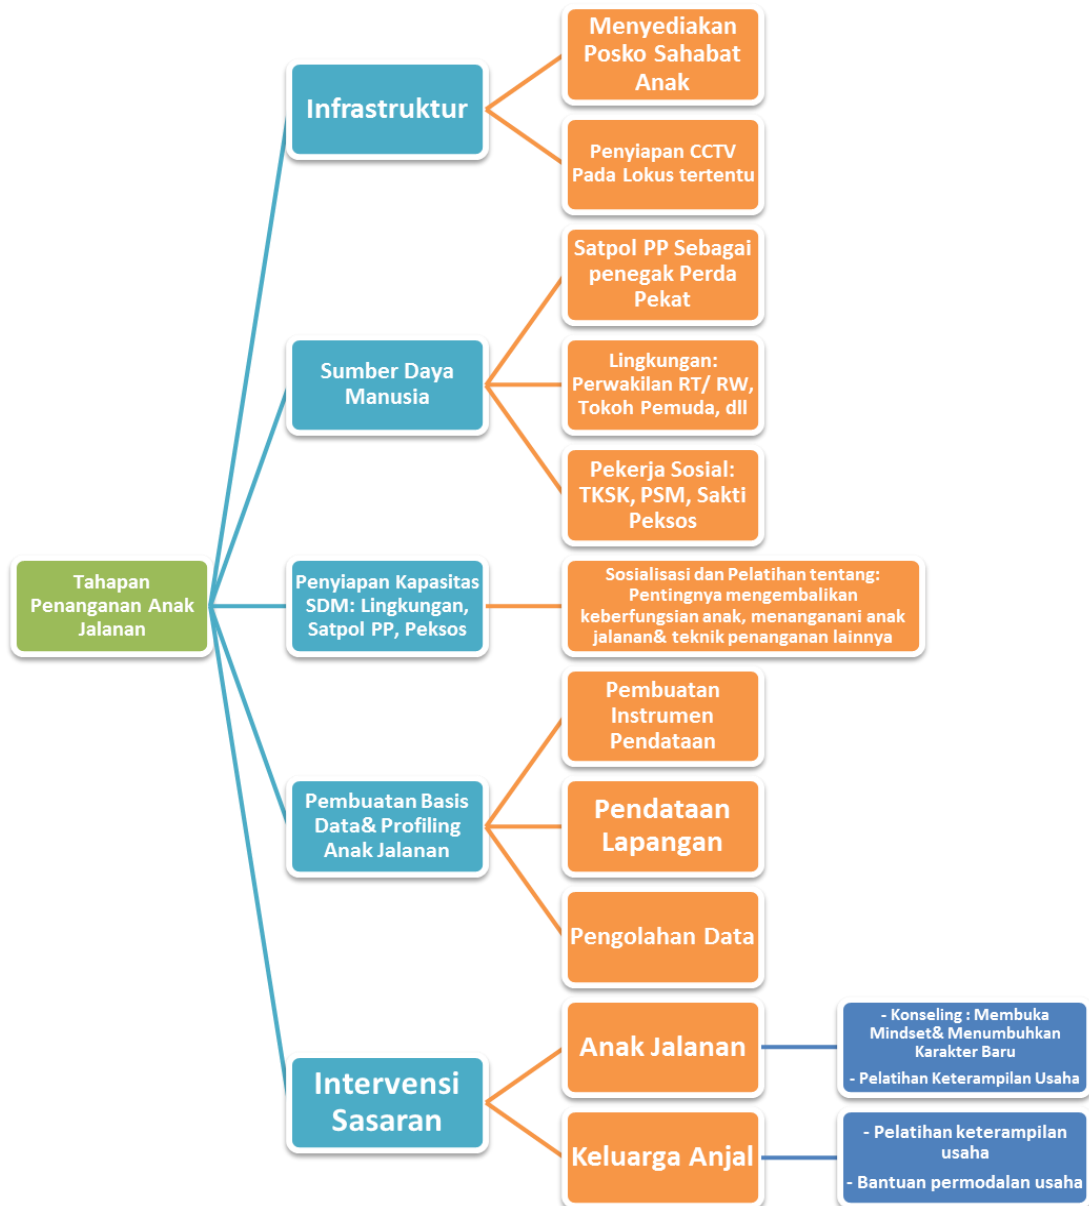 Tahapan
Penanganan Anak
Jalanan
Infrastruktur
Menyediakan
Posko Sahabat
Anak
Penyiapan CCTV
Pada Lokus tertentu
Sumber Daya
Manusia
Satpol PP Sebagai
penegak Perda
Pekat
Lingkungan:
Perwakilan RT/ RW,
Tokoh Pemuda, dll
Pekerja Sosial:
TKSK, PSM, Sakti
Peksos
Penyiapan Kapasitas
SDM: Lingkungan,
Satpol PP, Peksos
Sosialisasi dan Pelatihan tentang:
Pentingnya mengembalikan
keberfungsian anak, menanganani anak
jalanan& teknik penanganan lainnya
Pembuatan Basis
Data& Profiling
Anak Jalanan
Pembuatan
Instrumen
Pendataan
Pendataan
Lapangan
Pengolahan Data
Intervensi
Sasaran
Anak Jalanan
- Konseling : Membuka
Mindset& Menumbuhkan
Karakter Baru
- Pelatihan Keterampilan Usaha
Keluarga Anjal
- Pelatihan keterampilan
usaha
- Bantuan permodalan usaha